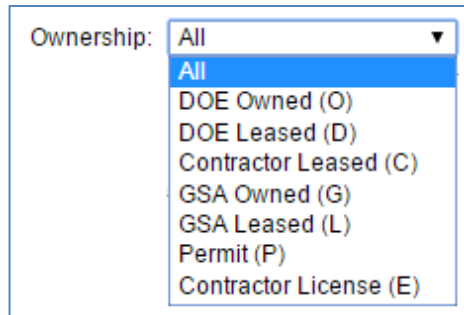 Ownership: All ▼
All
DOE Owned (O)
DOE Leased (D)
Contractor Leased (C)
GSA Owned (G)
GSA Leased (L)
Permit (P)
Contractor License (E)